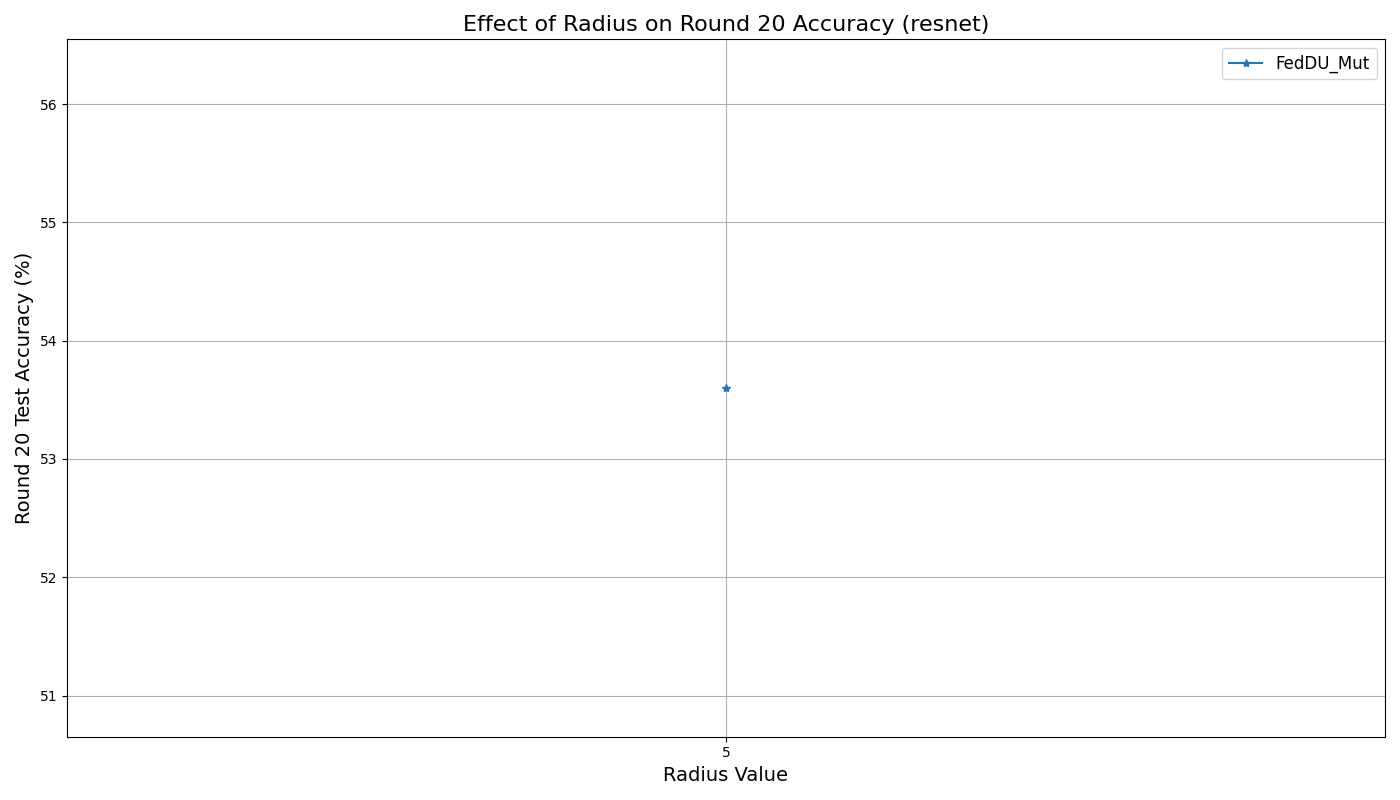 Effect of Radius on Round 20 Accuracy (resnet)
FedDU_Mut
Round 20 Test Accuracy (%)
56
55
54
53
52
51
5
Radius Value